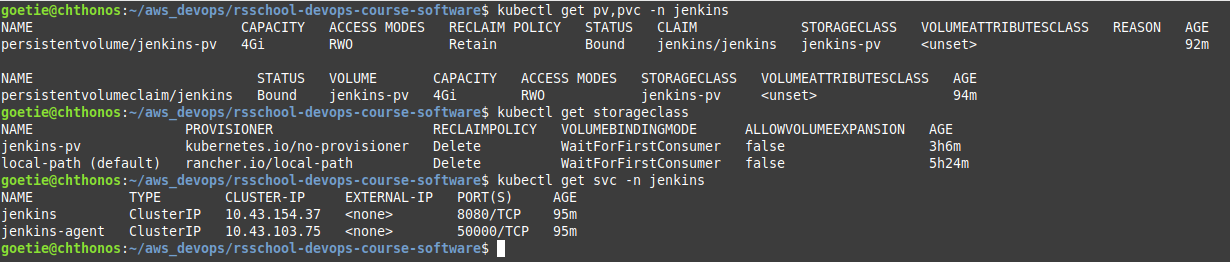 goetie@chthonos:~/aws_devops/rsschool-devops-course-software$ kubectl get pv,pvc -n jenkins
NAME CAPACITY ACCESS MODES RECLAIM POLICY STATUS CLAIM STORAGECLASS VOLUMEATTRIBUTESCLASS REASON AGE
persistentvolume/jenkins-pv 4Gi RWO Retain Bound jenkins/jenkins jenkins-pv <unset> 92m
NAME STATUS VOLUME CAPACITY ACCESS MODES STORAGECLASS VOLUMEATTRIBUTESCLASS AGE
persistentvolumeclaim/jenkins Bound jenkins-pv 4Gi RWO jenkins-pv <unset> 94m
goetie@chthonos:~/aws_devops/rsschool-devops-course-software$ kubectl get storageclass
NAME PROVISIONER RECLAIMPOLICY VOLUMEBINDINGMODE ALLOWVOLUMEEXPANSION AGE
jenkins-pv kubernetes.io/no-provisioner Delete WaitForFirstConsumer false 3h6m
local-path (default) rancher.io/local-path Delete WaitForFirstConsumer false 5h24m
goetie@chthonos:~/aws_devops/rsschool-devops-course-software$ kubectl get svc -n jenkins
NAME TYPE CLUSTER-IP EXTERNAL-IP PORT(S) AGE
jenkins ClusterIP 10.43.154.37 <none> 8080/TCP 95m
jenkins-agent ClusterIP 10.43.103.75 <none> 50000/TCP 95m
goetie@chthonos:~/aws_devops/rsschool-devops-course-software$